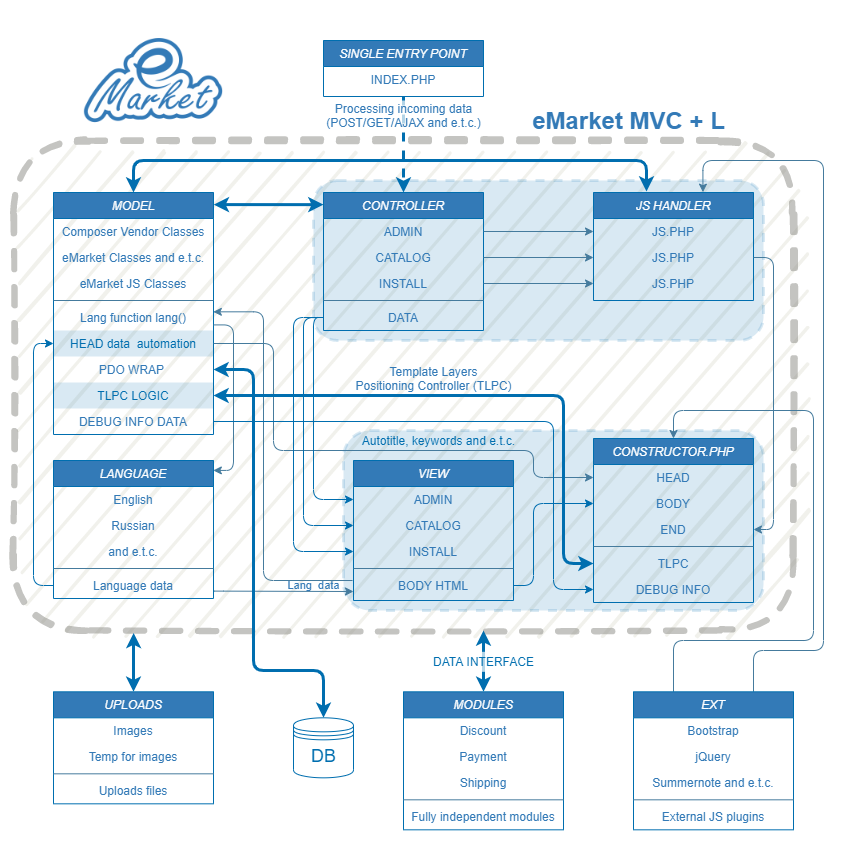 e
Market
SINGLE ENTRY POINT
INDEX.PHP
Processing incoming data
(POST/GET/AJAX and e.t.c.)
eMarket MVC + L
MODEL
Composer Vendor Classes
eMarket Classes and e.t.c.
eMarket JS Classes
Lang function lang()
HEAD data automation
PDO WRAP
TLPC LOGIC
DEBUG INFO DATA
CONTROLLER
ADMIN
CATALOG
INSTALL
DATA
JS HANDLER
JS.PHP
JS.PHP
JS.PHP
Template Layers
Positioning Controller (TLPC)
LANGUAGE
English
Russian
and e.t.c.
Language data
Lang data
Autotitle, keywords and e.t.c.
VIEW
ADMIN
CATALOG
INSTALL
BODY HTML
CONSTRUCTOR.PHP
HEAD
BODY
END
TLPC
DEBUG INFO
DATA INTERFACE
UPLOADS
Images
Temp for images
Uploads files
DB
MODULES
Discount
Payment
Shipping
Fully independent modules
EXT
Bootstrap
jQuery
Summernote and e.t.c.
External JS plugins